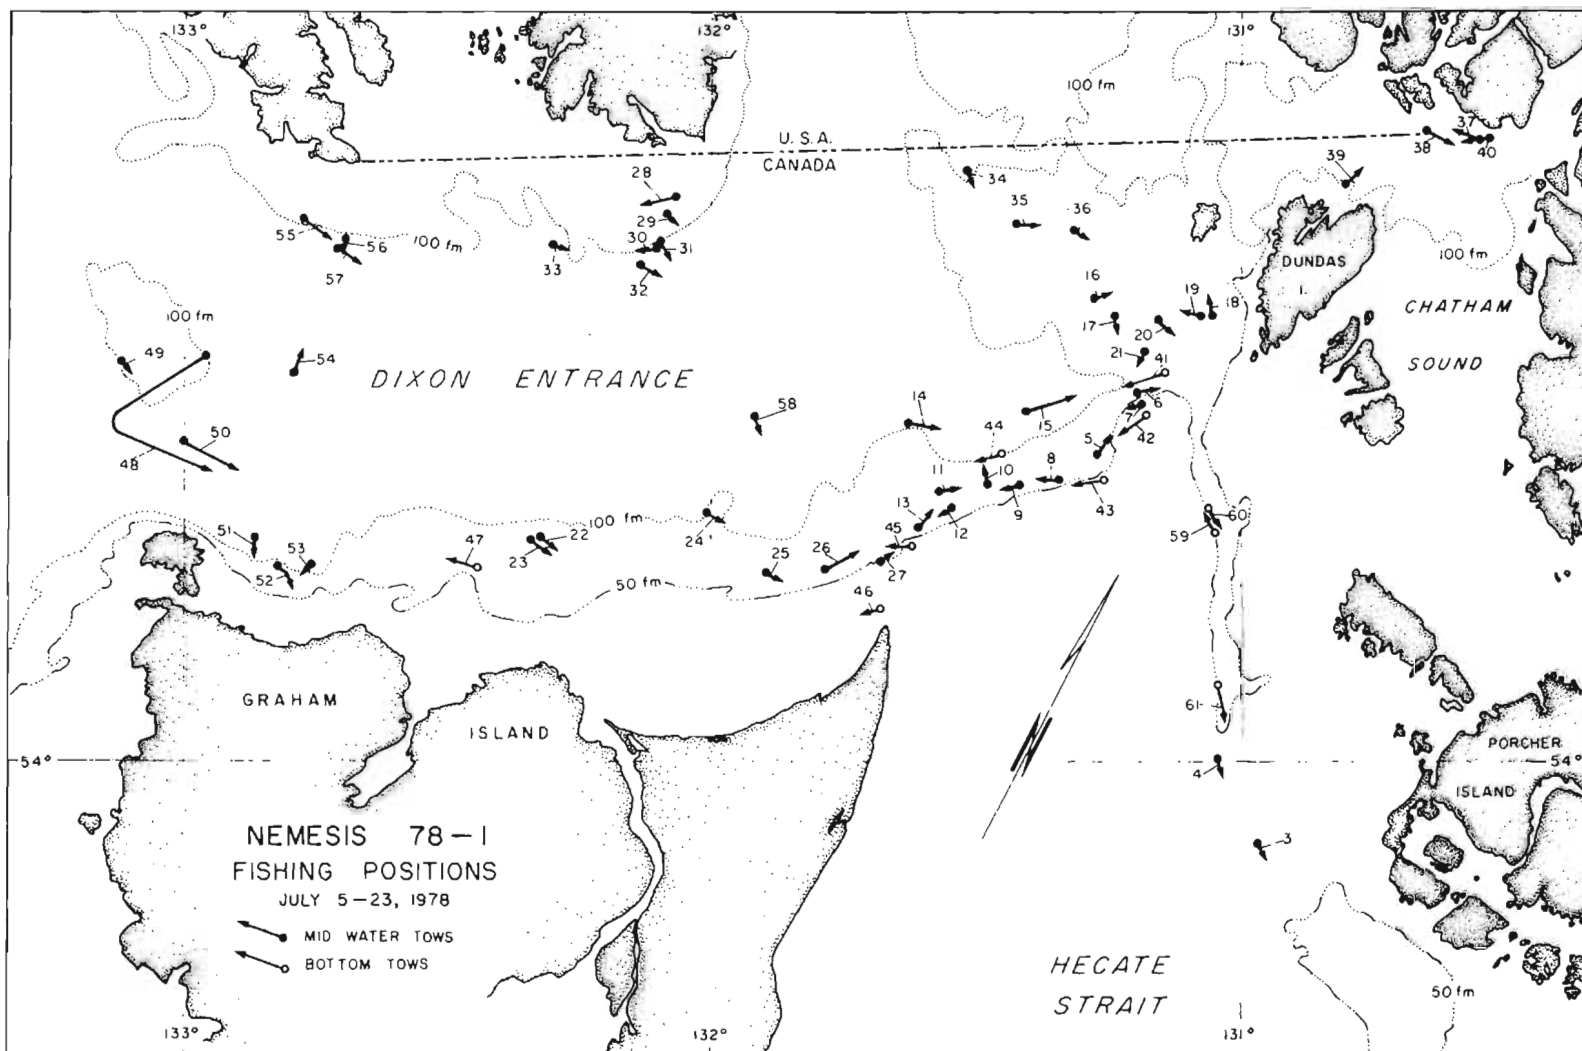 133°
132°
131°
100 fm
U.S.A.
CANADA
37
38
40
39
28
34
29
35
36
55
56
100 fm
30
31
33
57
32
DUNDAS
I.
100 fm
16
19
18
CHATHAM
100 fm
17
20
49
54
21
41
SOUND
DIXON ENTRANCE
58
14
15
6
7
50
48
44
5
42
11
10
8
13
12
9
43
51
53
52
47
23
22
100 fm
24
45
60
59
25
26
27
50 fm
46
GRAHAM
ISLAND
61
PORCHER
ISLAND
54°
54°
4
3
NEMESIS 78-1
FISHING POSITIONS
JULY 5-23, 1978
MID WATER TOWS
BOTTOM TOWS
HECATE
STRAIT
50 fm
133°
132°
131°